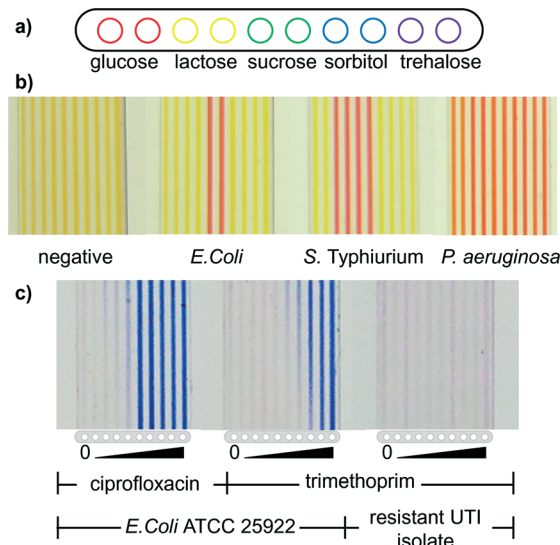 a)
glucose lactose sucrose sorbitol trehalose
b)
negative E.Coli S. Typhiurium P. aeruginosa
c)
0 0 0
ciprofloxacin trimethoprim
E.Coli ATCC 25922 resistant UTI
isolate